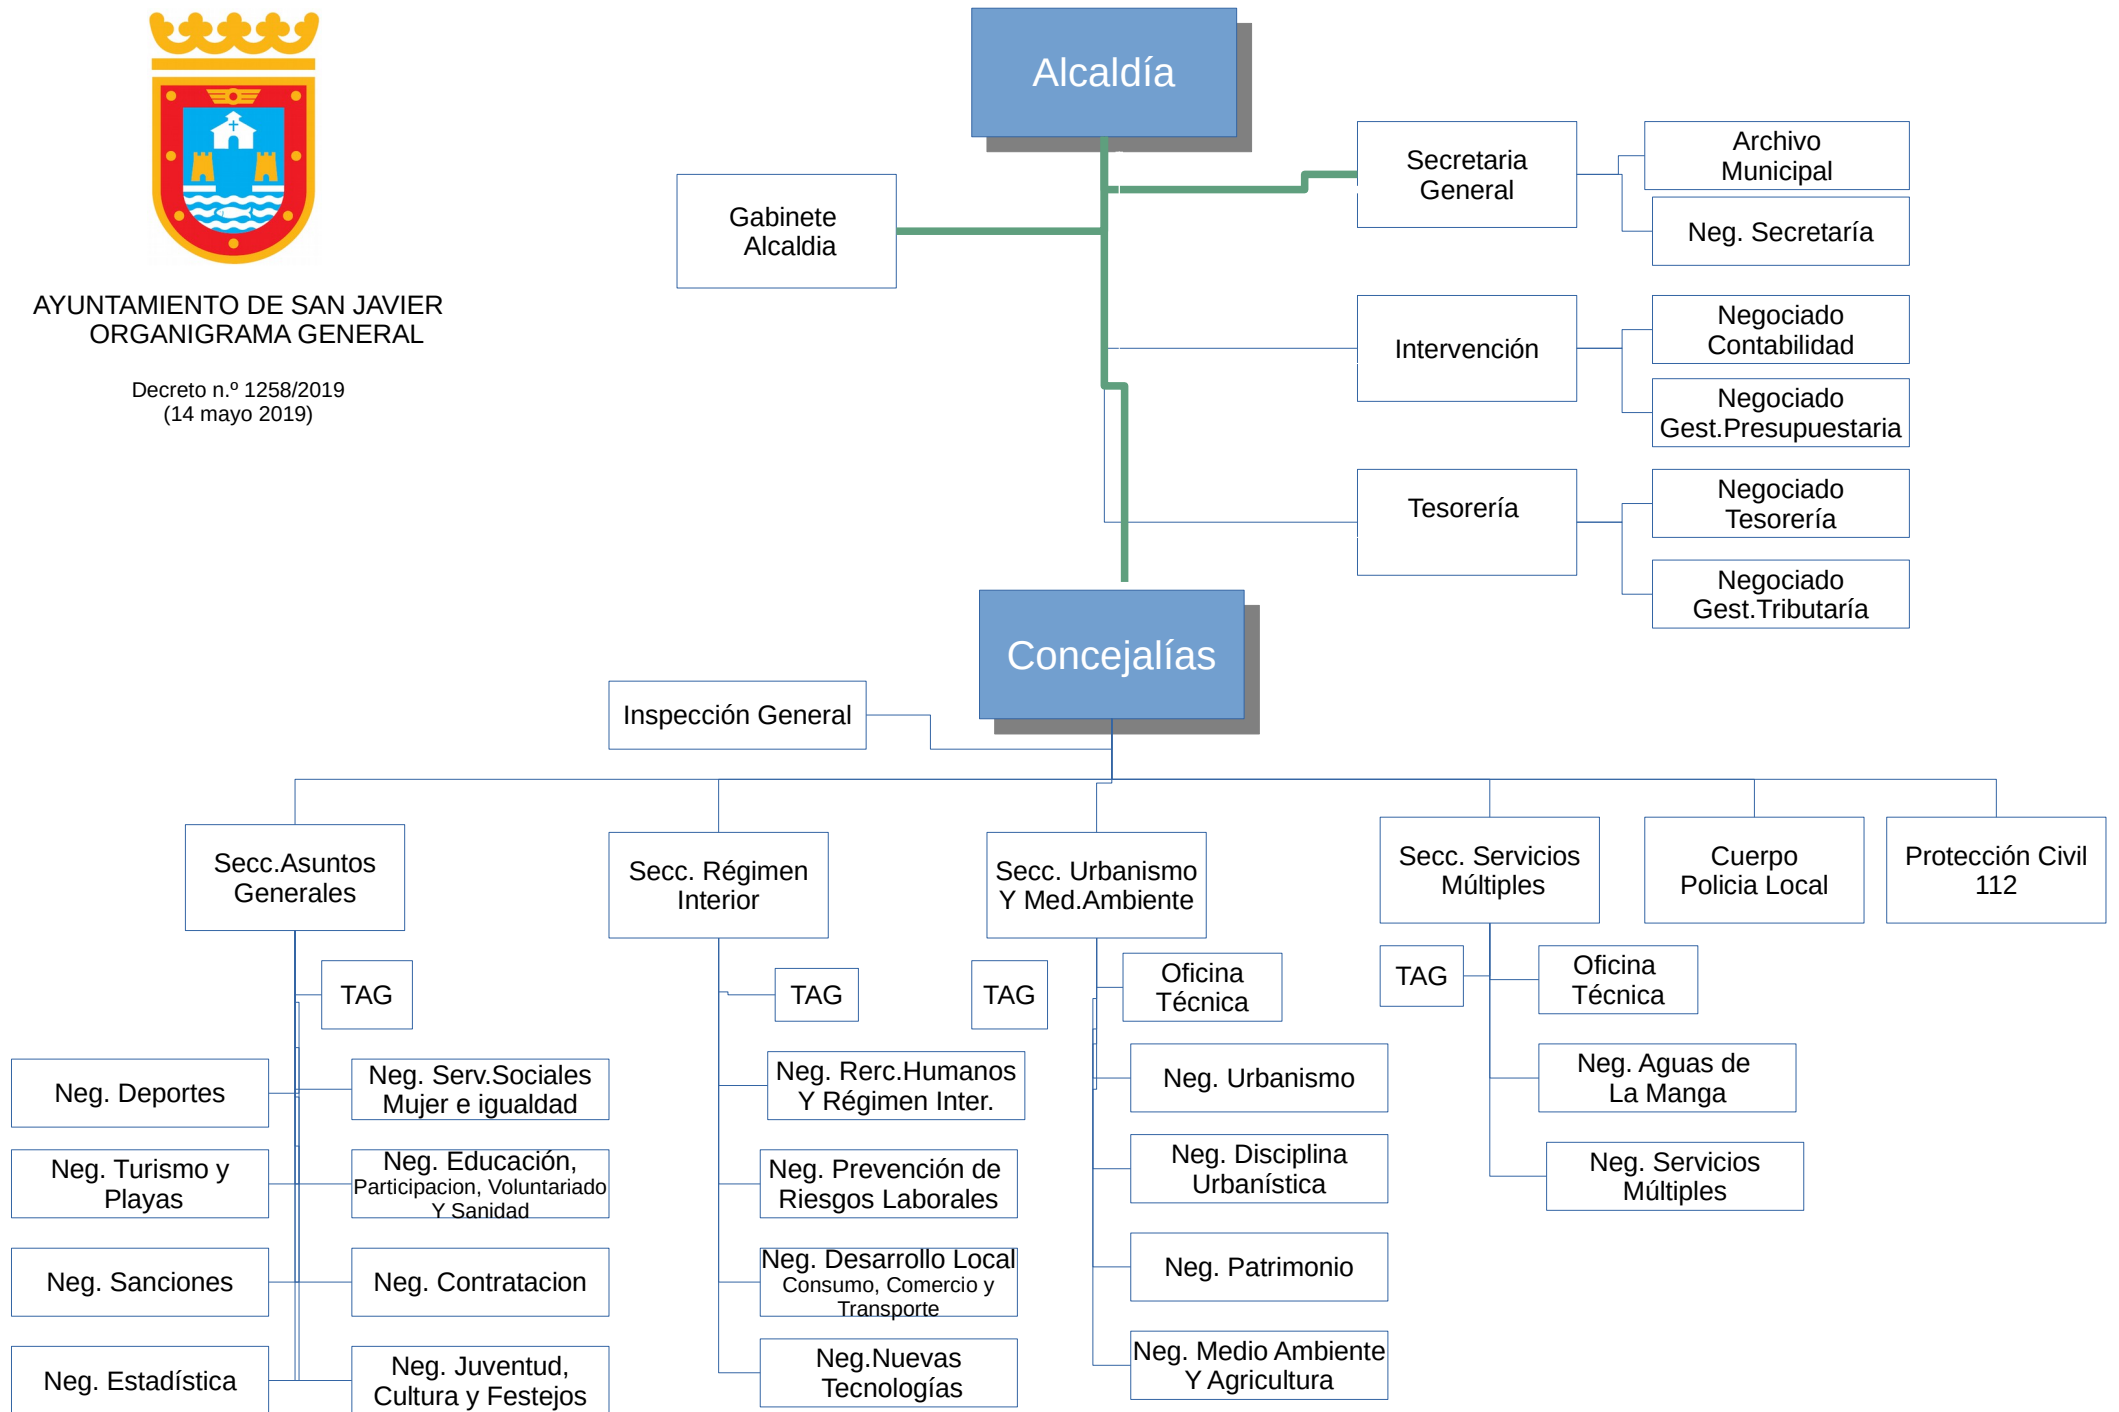 Alcaldía
Secretaria
General
Archivo
Municipal
Neg. Secretaría
Gabinete
Alcaldia
AYUNTAMIENTO DE SAN JAVIER
ORGANIGRAMA GENERAL
Decreto n.º 1258/2019
(14 mayo 2019)
Intervención
Negociado
Contabilidad
Negociado
Gest.Presupuestaria
Tesorería
Negociado
Tesorería
Negociado
Gest.Tributaría
Concejalías
Inspección General
Secc.Asuntos
Generales
Secc. Régimen
Interior
Secc. Urbanismo
Y Med.Ambiente
Secc. Servicios
Múltiples
Cuerpo
Policia Local
Protección Civil
112
TAG
Neg. Deportes
Neg. Serv.Sociales
Mujer e igualdad
Neg. Turismo y
Playas
Neg. Educación,
Participacion, Voluntariado
Y Sanidad
Neg. Sanciones
Neg. Contratacion
Neg. Estadística
Neg. Juventud,
Cultura y Festejos
TAG
Neg. Rerc.Humanos
Y Régimen Inter.
Neg. Prevención de
Riesgos Laborales
Neg. Desarrollo Local
Consumo, Comercio y
Transporte
Neg.Nuevas
Tecnologías
TAG
Oficina
Técnica
Neg. Urbanismo
Neg. Disciplina
Urbanística
Neg. Patrimonio
Neg. Medio Ambiente
Y Agricultura
TAG
Oficina
Técnica
Neg. Aguas de
La Manga
Neg. Servicios
Múltiples